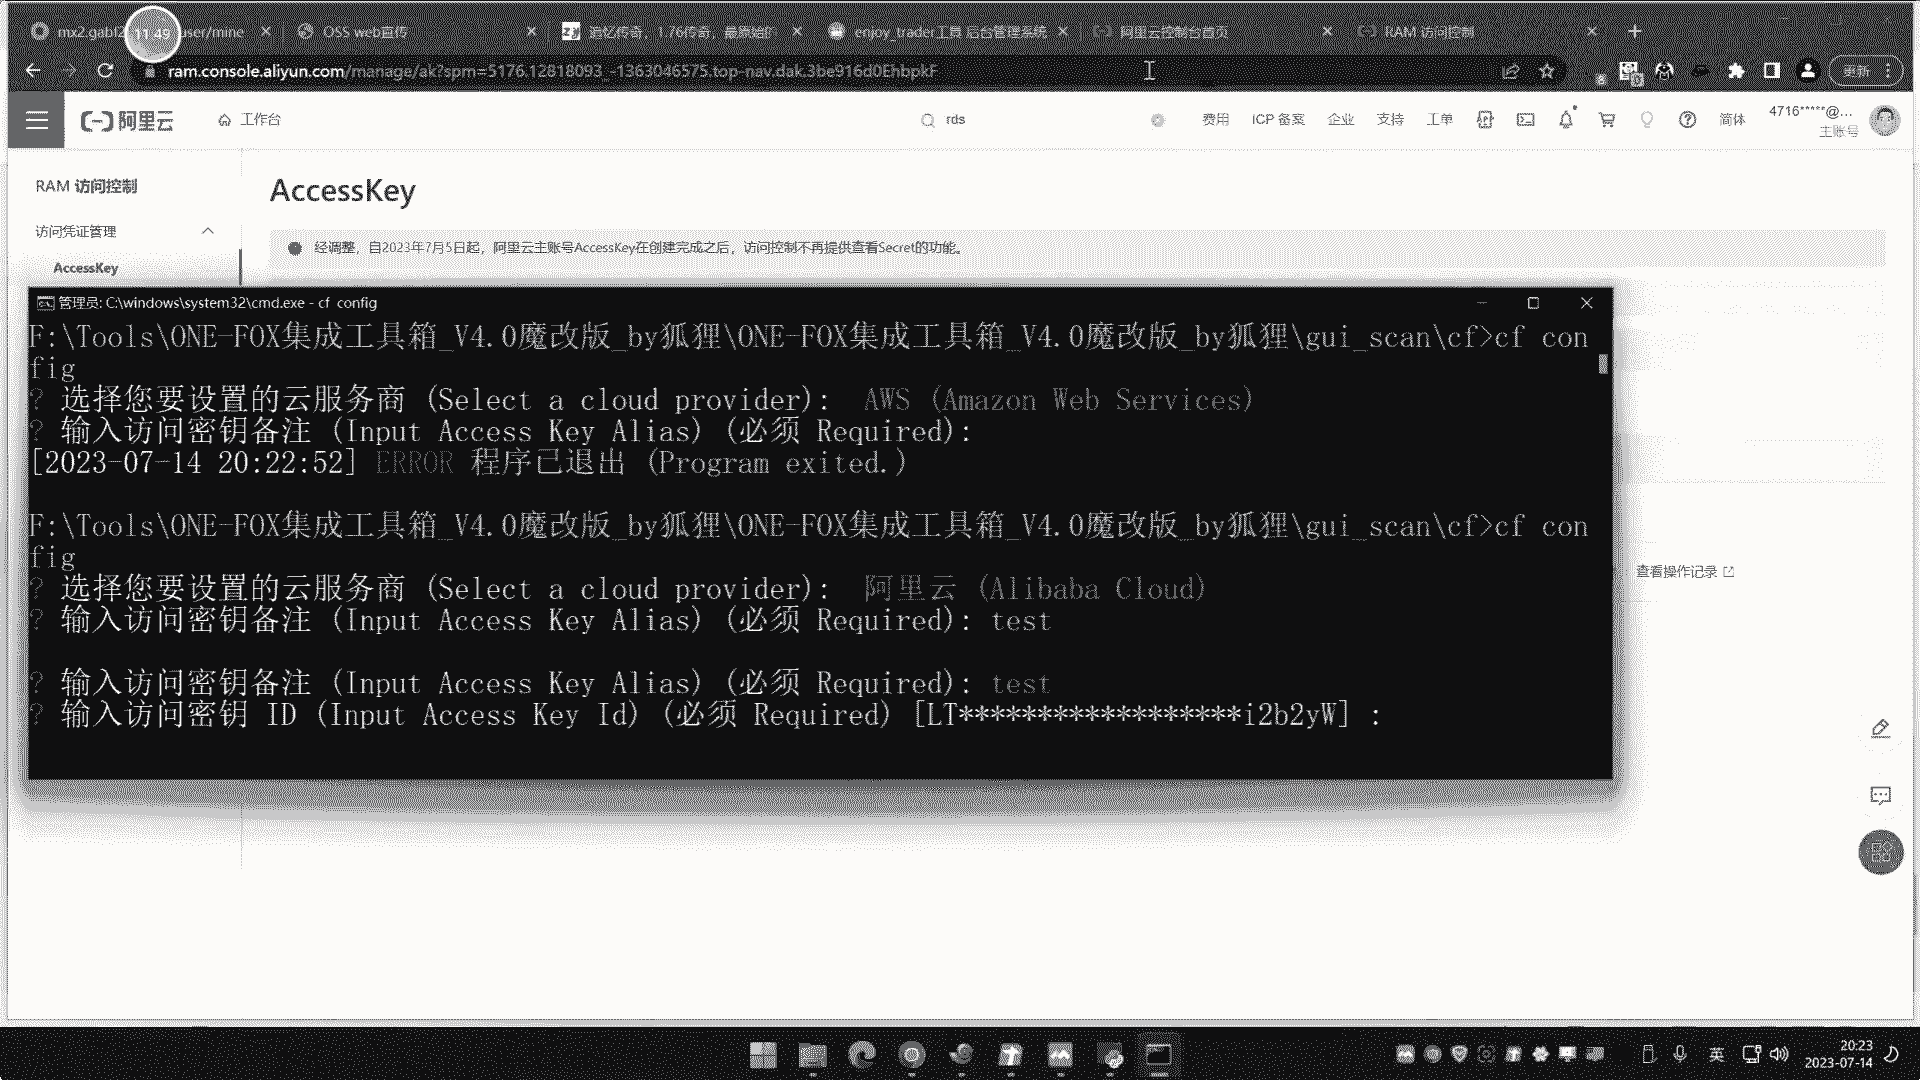 user/mine
11:49
OSS web直传
追忆传奇，1.76传奇，最原始的
enjoy_trader工具 后台管理系统
阿里云控制台首页
RAM 访问控制
ram.console.aliyun.com/manage/ak?spm=5176.12818093_-1363046575.top-nav.dak.3be916d0EhbpkF
更新
阿里云
工作台
rds
费用
ICP 备案
企业
支持
工单
简体
4716*****@...
主账号
RAM 访问控制
访问凭证管理
AccessKey
AccessKey
经调整，自2023年7月5日起，阿里云主账号AccessKey在创建完成之后，访问控制不再提供查看Secret的功能。
管理员: C:\windows\system32\cmd.exe - cf config
F:\Tools\ONE-FOX集成工具箱_V4.0魔改版_by狐狸\ONE-FOX集成工具箱_V4.0魔改版_by狐狸\gui_scan\cf>cf con
fig
? 选择您要设置的云服务商 (Select a cloud provider):  AWS (Amazon Web Services)
? 输入访问密钥备注 (Input Access Key Alias) (必须 Required):
[2023-07-14 20:22:52] ERROR 程序已退出 (Program exited.)
F:\Tools\ONE-FOX集成工具箱_V4.0魔改版_by狐狸\ONE-FOX集成工具箱_V4.0魔改版_by狐狸\gui_scan\cf>cf con
fig
? 选择您要设置的云服务商 (Select a cloud provider):  阿里云 (Alibaba Cloud)
? 输入访问密钥备注 (Input Access Key Alias) (必须 Required): test
? 输入访问密钥备注 (Input Access Key Alias) (必须 Required): test
? 输入访问密钥 ID (Input Access Key Id) (必须 Required) [LT******************i2b2yW] :
查看操作记录
英
20:23
2023-07-14